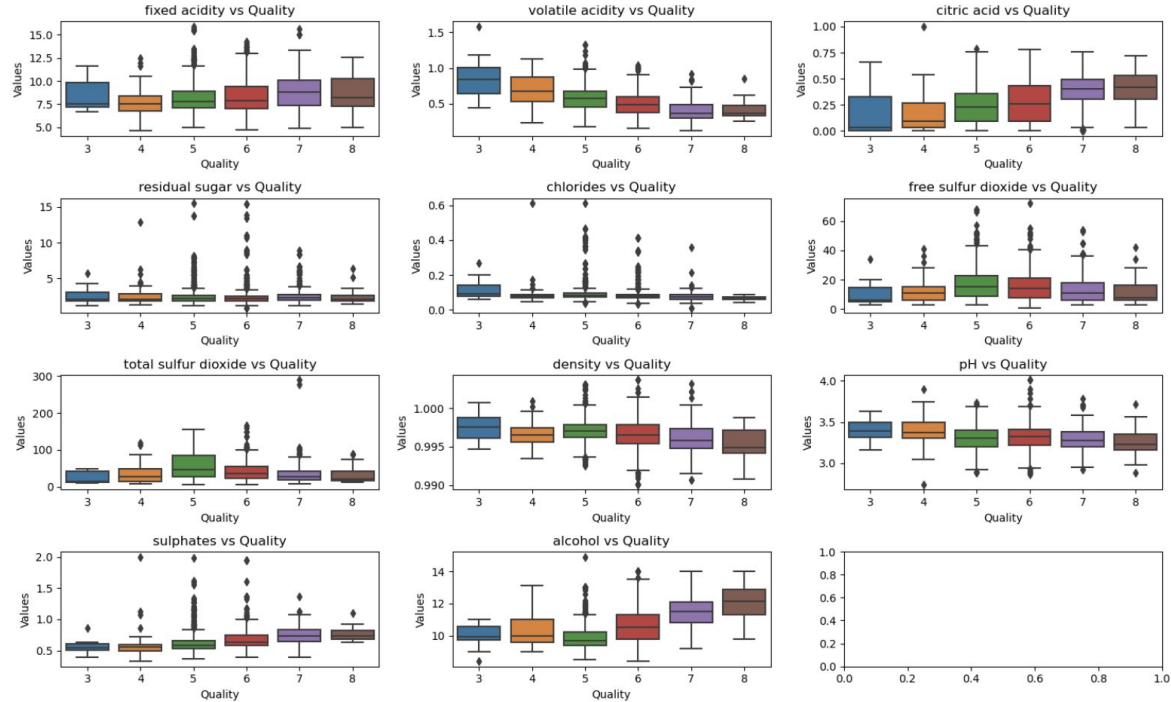 fixed acidity vs Quality
15.0
12.5
10.0
7.5
5.0
Values
3 4 5 6 7 8
Quality
volatile acidity vs Quality
1.5
1.0
0.5
Values
3 4 5 6 7 8
Quality
citric acid vs Quality
1.00
0.75
0.50
0.25
0.00
Values
3 4 5 6 7 8
Quality
residual sugar vs Quality
15
10
5
Values
3 4 5 6 7 8
Quality
chlorides vs Quality
0.6
0.4
0.2
0.0
Values
3 4 5 6 7 8
Quality
free sulfur dioxide vs Quality
60
40
20
0
Values
3 4 5 6 7 8
Quality
total sulfur dioxide vs Quality
300
200
100
0
Values
3 4 5 6 7 8
Quality
density vs Quality
1.000
0.995
0.990
Values
3 4 5 6 7 8
Quality
pH vs Quality
4.0
3.5
3.0
Values
3 4 5 6 7 8
Quality
sulphates vs Quality
2.0
1.5
1.0
0.5
Values
3 4 5 6 7 8
Quality
alcohol vs Quality
14
12
10
Values
3 4 5 6 7 8
Quality
1.0
0.8
0.6
0.4
0.2
0.0
0.0 0.2 0.4 0.6 0.8 1.0